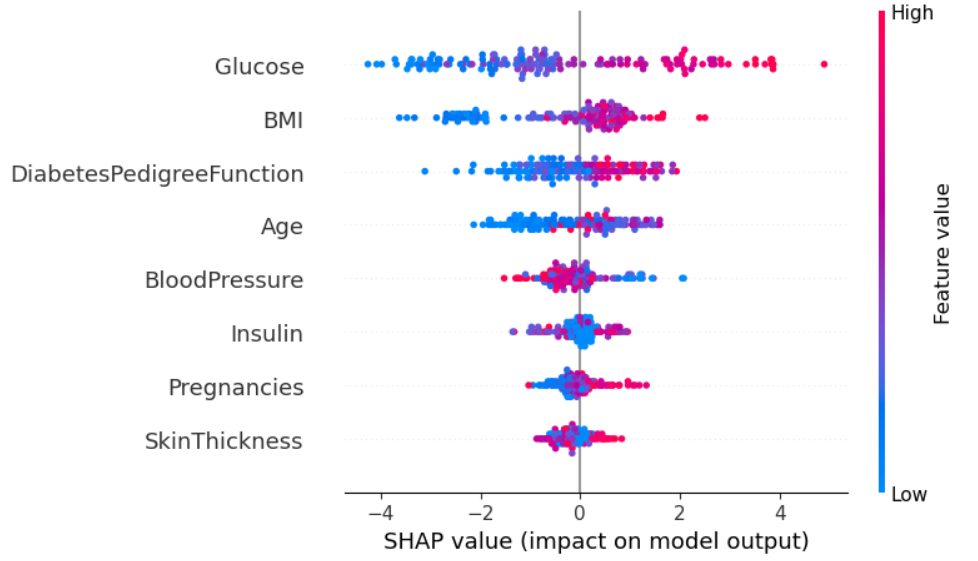 High
Glucose
BMI
DiabetesPedigreeFunction
Age
BloodPressure
Insulin
Pregnancies
SkinThickness
Feature value
Low
−4 −2 0 2 4
SHAP value (impact on model output)